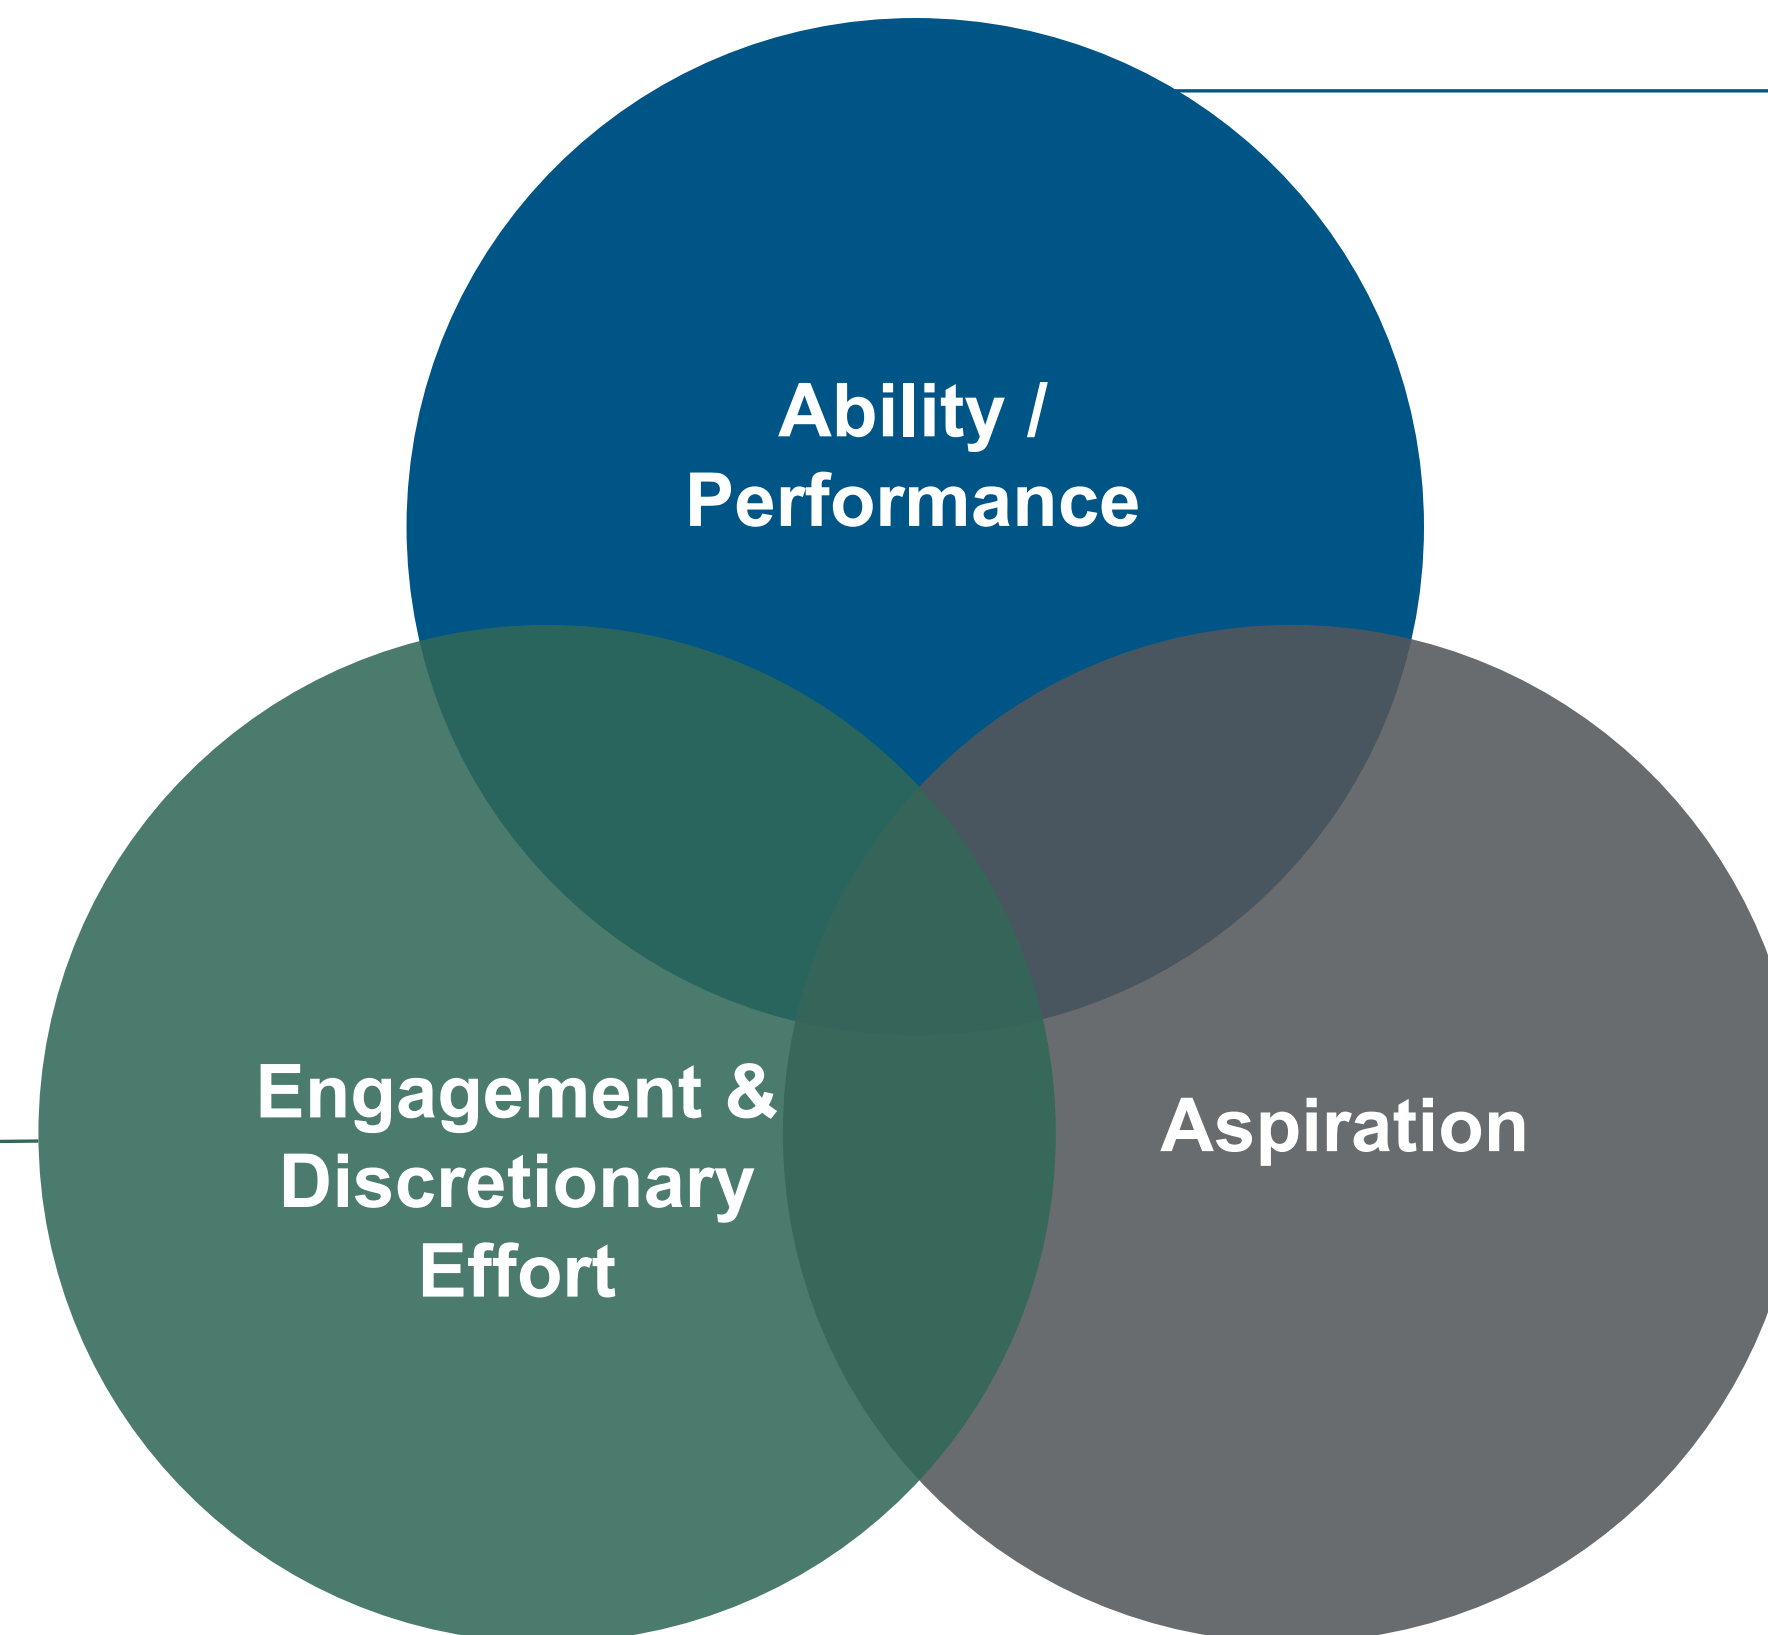 Ability /
Performance
Engagement &
Discretionary
Effort
Aspiration